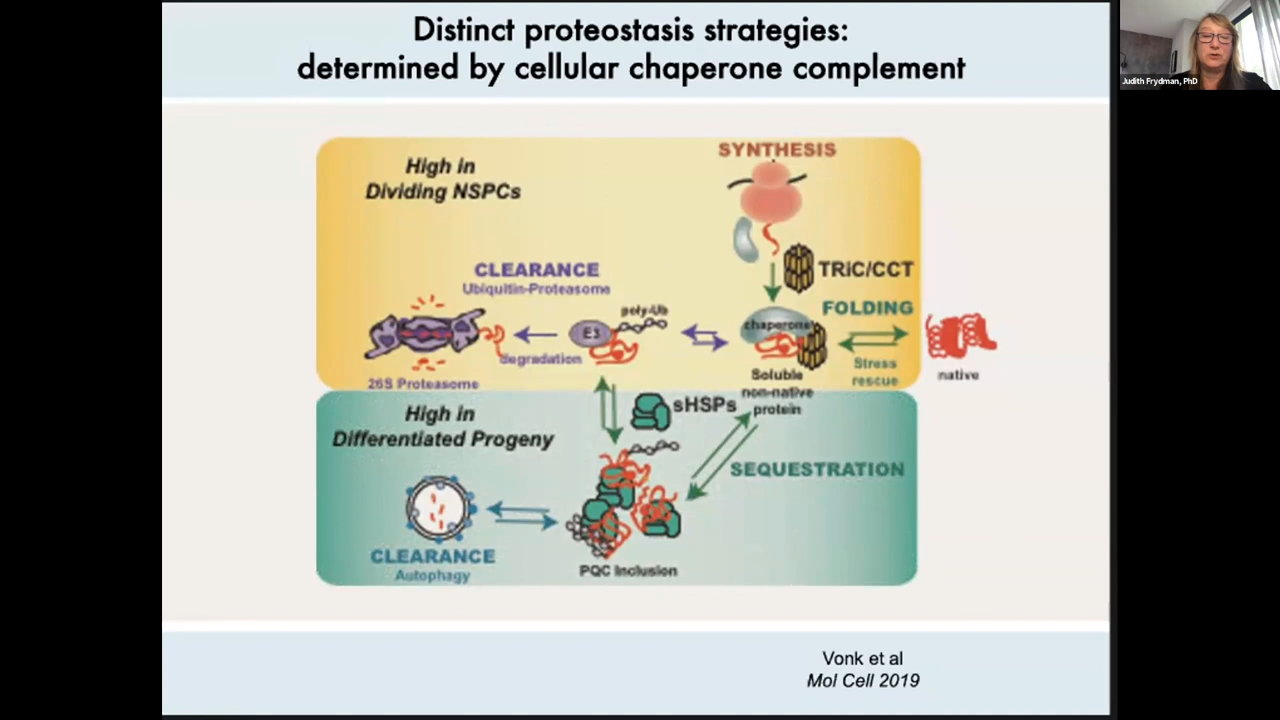 Distinct proteostasis strategies:
determined by cellular chaperone complement
Judith Frydman, PhD
High in
Dividing NSPCs
SYNTHESIS
TRiC/CCT
CLEARANCE
Ubiquitin-Proteasome
FOLDING
poly-Ub
E3
chaperone
degradation
Stress
rescue
native
26S Proteasome
Soluble
non-native
protein
High in
Differentiated Progeny
sHSPs
SEQUESTRATION
CLEARANCE
Autophagy
PQC Inclusion
Vonk et al
Mol Cell 2019